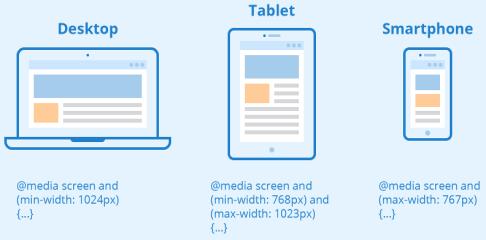 Desktop
Tablet
Smartphone
@media screen and
(min-width: 1024px)
{...}
@media screen and
(min-width: 768px) and
(max-width: 1023px)
{...}
@media screen and
(max-width: 767px)
{...}